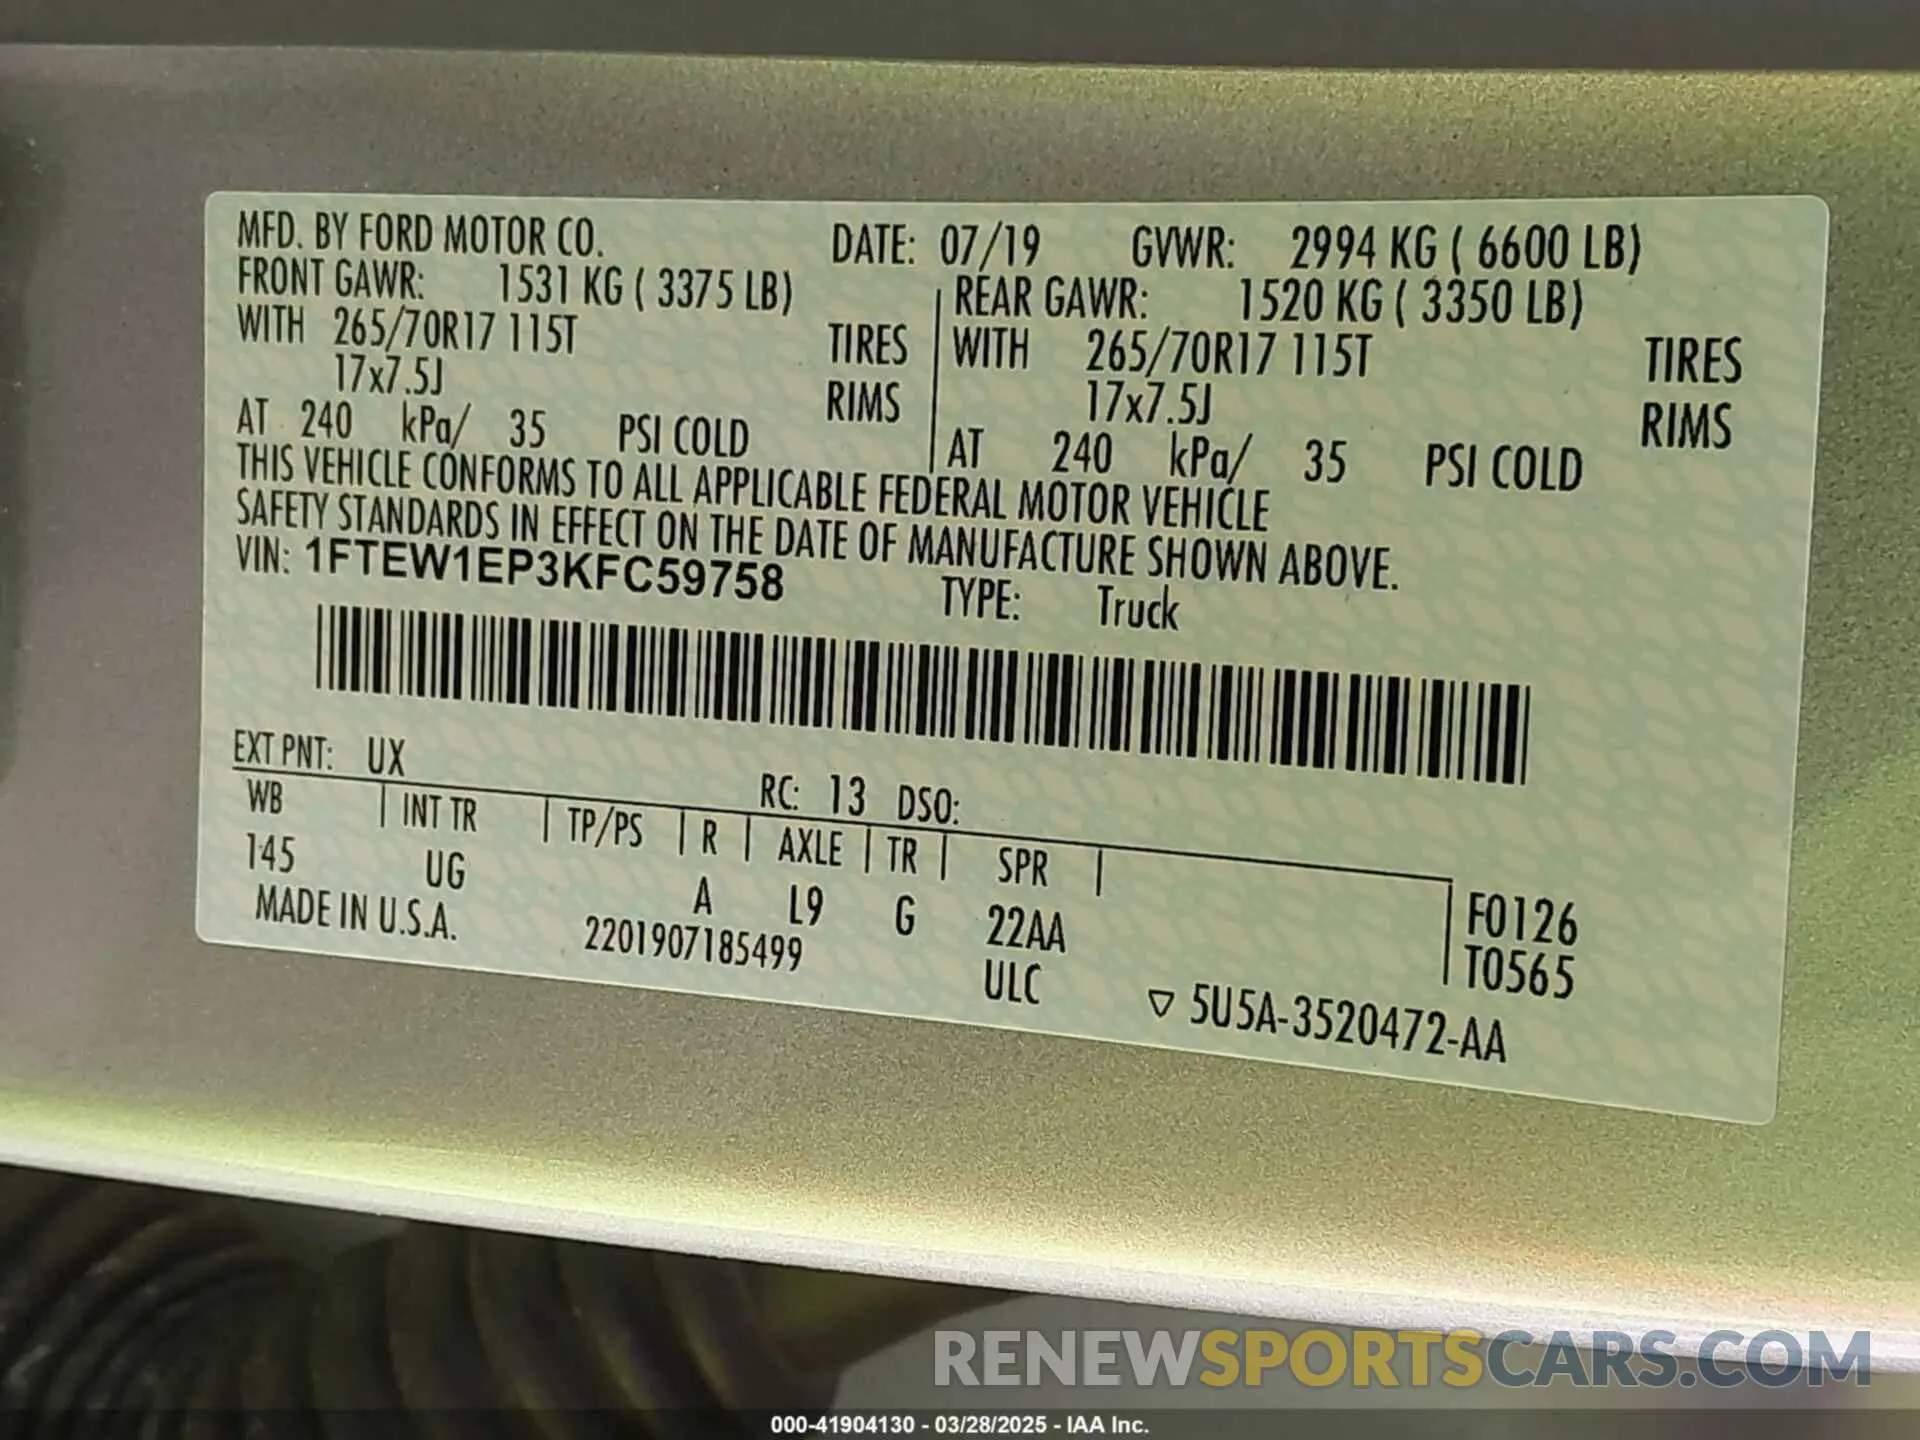 MFD. BY FORD MOTOR CO. DATE: 07/19 GVWR: 2994 KG ( 6600 LB)
FRONT GAWR: 1531 KG ( 3375 LB) REAR GAWR: 1520 KG ( 3350 LB)
WITH 265/70R17 115T TIRES WITH 265/70R17 115T TIRES
17x7.5J RIMS 17x7.5J RIMS
AT 240 kPa/ 35 PSI COLD AT 240 kPa/ 35 PSI COLD
THIS VEHICLE CONFORMS TO ALL APPLICABLE FEDERAL MOTOR VEHICLE
SAFETY STANDARDS IN EFFECT ON THE DATE OF MANUFACTURE SHOWN ABOVE.
VIN: 1FTEW1EP3KFC59758 TYPE: Truck
EXT PNT: UX RC: 13 DSO:
WB INT TR TP/PS R AXLE TR SPR
145 UG A L9 G 22AA F0126
MADE IN U.S.A. 2201907185499 ULC T0565
▽ 5U5A-3520472-AA
RENEWSPORTSCARS.COM
000-41904130 - 03/28/2025 - IAA Inc.